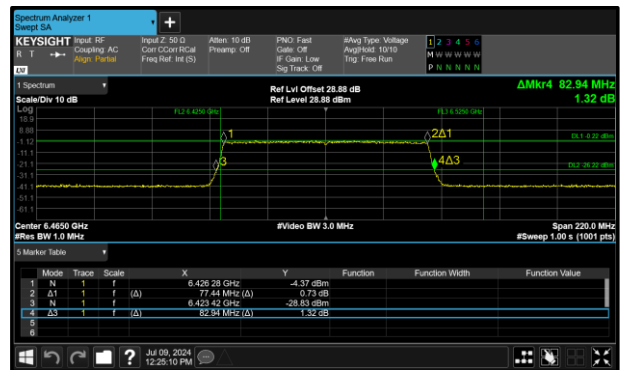 Spectrum Analyzer 1
Swept SA
KEYSIGHT Input: RF Input Z: 50 Ω Atten: 10 dB PNO: Fast #Avg Type: Voltage 1 2 3 4 5 6
R T Coupling: AC Corr CCorr RCal Preamp: Off Gate: Off Avg|Hold: 10/10 M W W W W W
Align: Partial Freq Ref: Int (S) IF Gain: Low Trig: Free Run
LXI Sig Track: Off P N N N N N
1 Spectrum Ref Lvl Offset 28.88 dB ΔMkr4 82.94 MHz
Scale/Div 10 dB Ref Level 28.88 dBm 1.32 dB
Log FL2 6.4250 GHz FL3 6.5250 GHz
18.9
8.88
1 2Δ1
-1.12 DL1 -0.22 dBm
-11.1
-21.1 3 4Δ3 DL2 -26.22 dBm
-31.1
-41.1
-51.1
-61.1
Center 6.4650 GHz #Video BW 3.0 MHz Span 220.0 MHz
#Res BW 1.0 MHz #Sweep 1.00 s (1001 pts)
5 Marker Table
Mode Trace Scale X Y Function Function Width Function Value
1 N 1 f 6.426 28 GHz -4.37 dBm
2 Δ1 1 f (Δ) 77.44 MHz (Δ) 0.73 dB
3 N 1 f 6.423 42 GHz -28.83 dBm
4 Δ3 1 f (Δ) 82.94 MHz (Δ) 1.32 dB
5
6
? Jul 09, 2024
12:25:10 PM